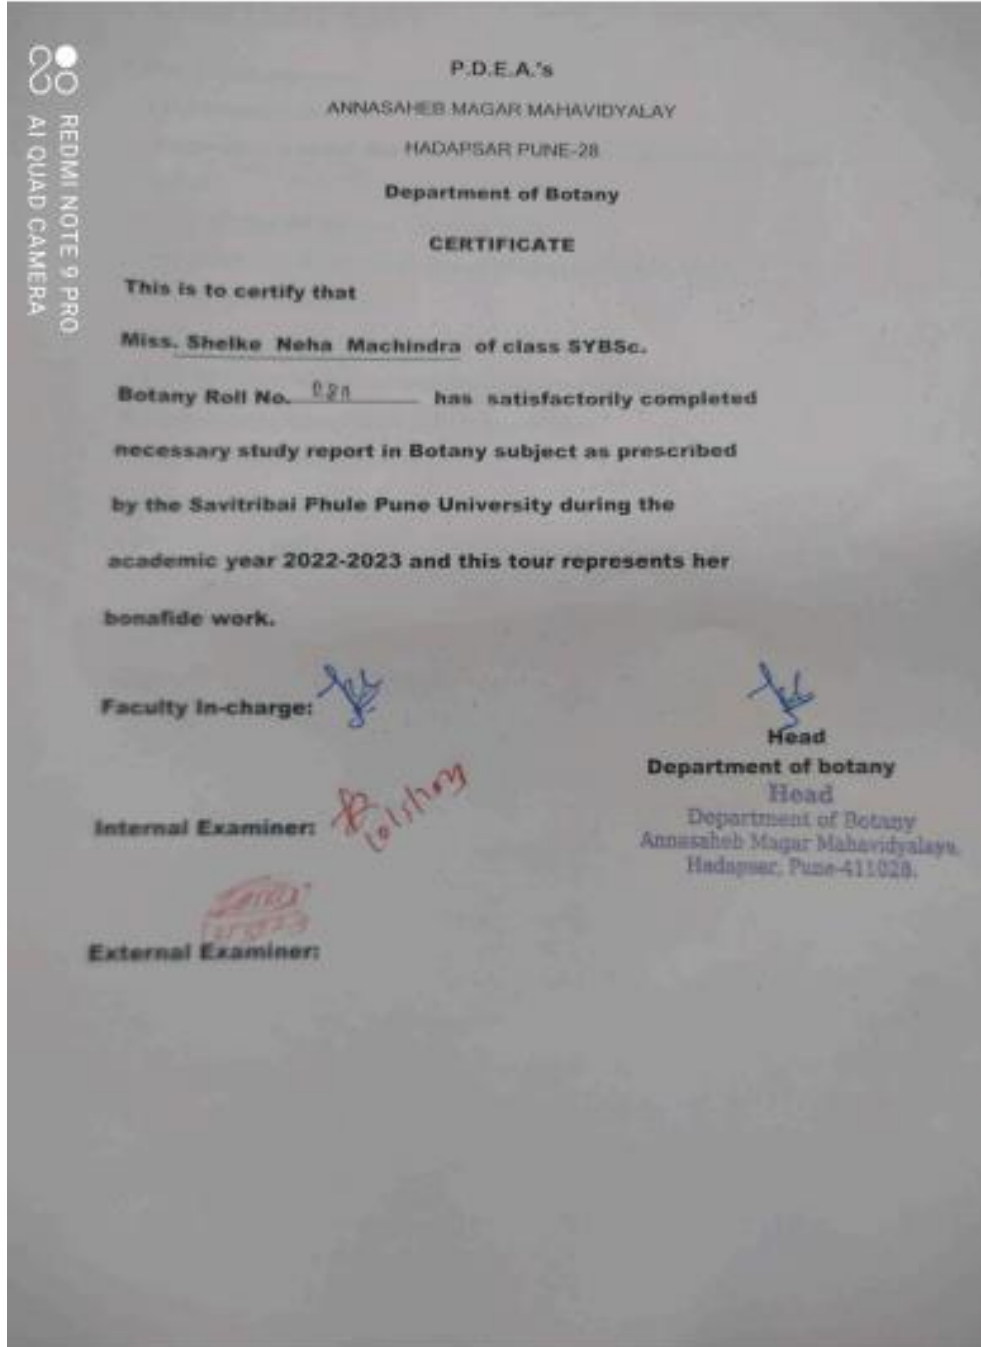 P.D.E.A.'s
ANNASAHEB MAGAR MAHAVIDYALAY
HADAPSAR PUNE-28
Department of Botany
CERTIFICATE
This is to certify that
Miss. Shelke Neha Machindra of class SYBSc.
Botany Roll No. has satisfactorily completed
necessary study report in Botany subject as prescribed
by the Savitribai Phule Pune University during the
academic year 2022-2023 and this tour represents her
bonafide work.
Faculty In-charge:
Head
Department of botany
Head
Department of Botany
Annasaheb Magar Mahavidyalaya,
Hadapsar, Pune-411028.
Internal Examiner:
External Examiner:
REDMI NOTE 9 PRO
AI QUAD CAMERA